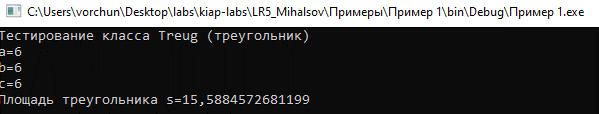 C:\Users\vorchun\Desktop\labs\kiap-labs\LR5_Mihalsov\Примеры\Пример 1\bin\Debug\Пример 1.exe
Тестирование класса Treug (треугольник)
a=6
b=6
c=6
Площадь треугольника s=15,5884572681199